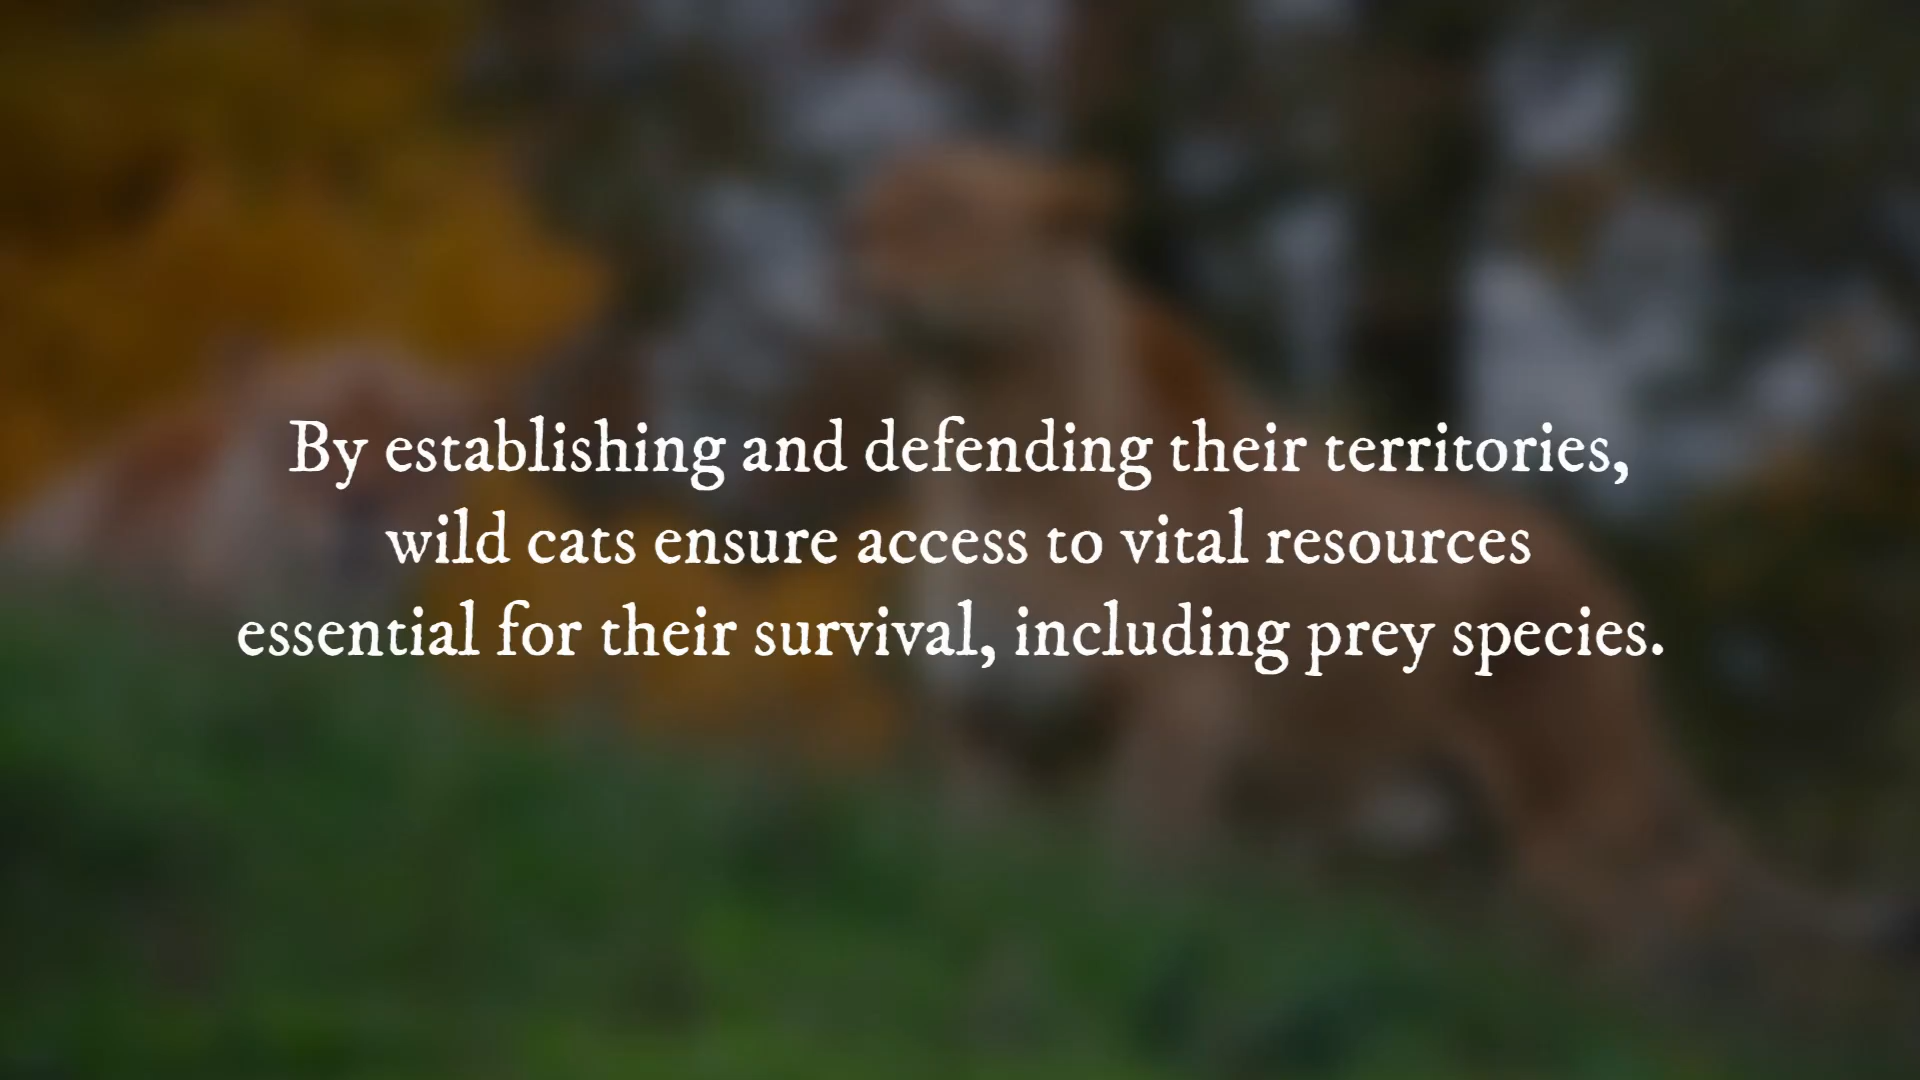 By establishing and defending their territories,
wild cats ensure access to vital resources
essential for their survival, including prey species.